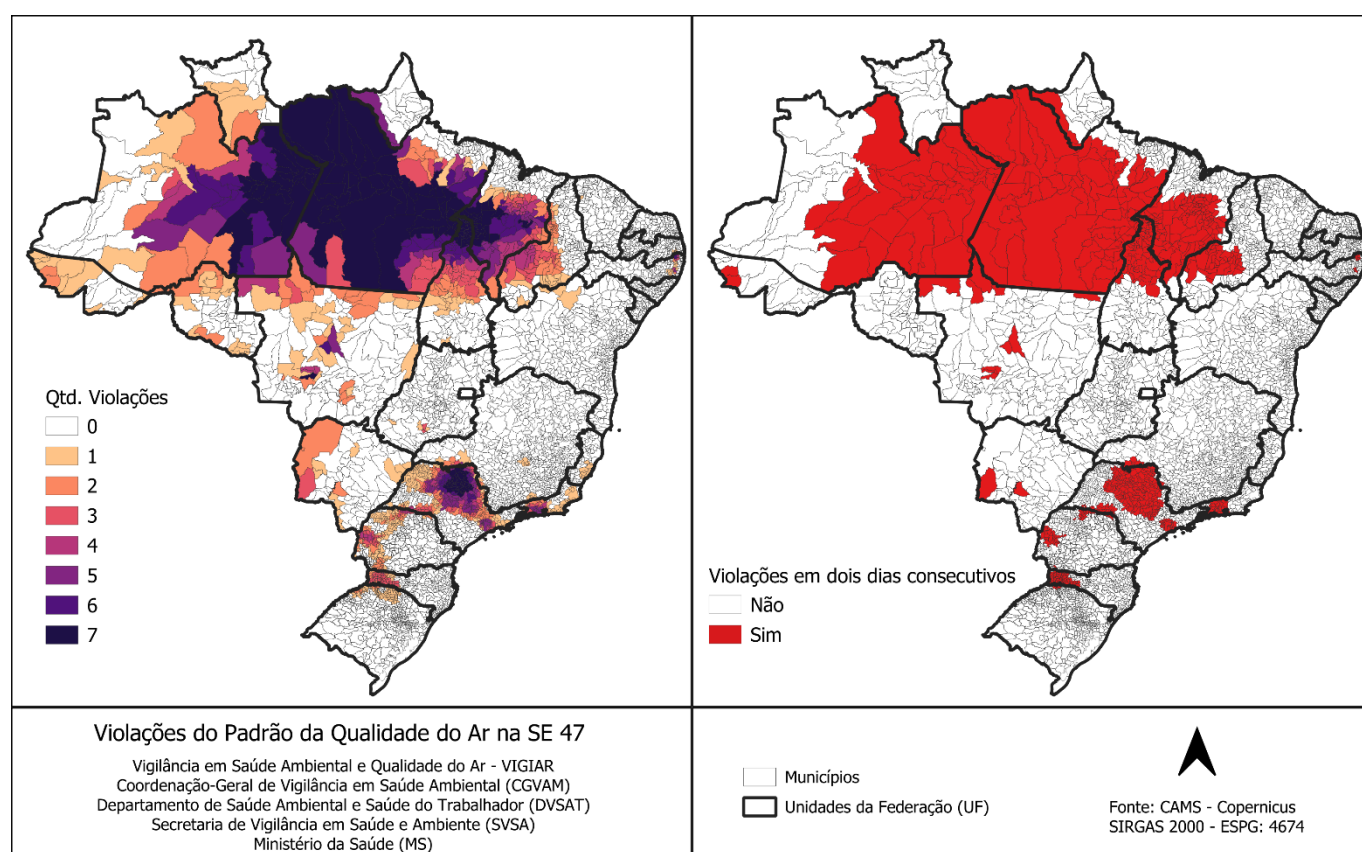 Qtd. Violações
0
1
2
3
4
5
6
7
Violações em dois dias consecutivos
Não
Sim
Violações do Padrão da Qualidade do Ar na SE 47
Vigilância em Saúde Ambiental e Qualidade do Ar - VIGIAR
Coordenação-Geral de Vigilância em Saúde Ambiental (CGVAM)
Departamento de Saúde Ambiental e Saúde do Trabalhador (DVSAT)
Secretaria de Vigilância em Saúde e Ambiente (SVSA)
Ministério da Saúde (MS)
Municípios
Unidades da Federação (UF)
Fonte: CAMS - Copernicus
SIRGAS 2000 - ESPG: 4674